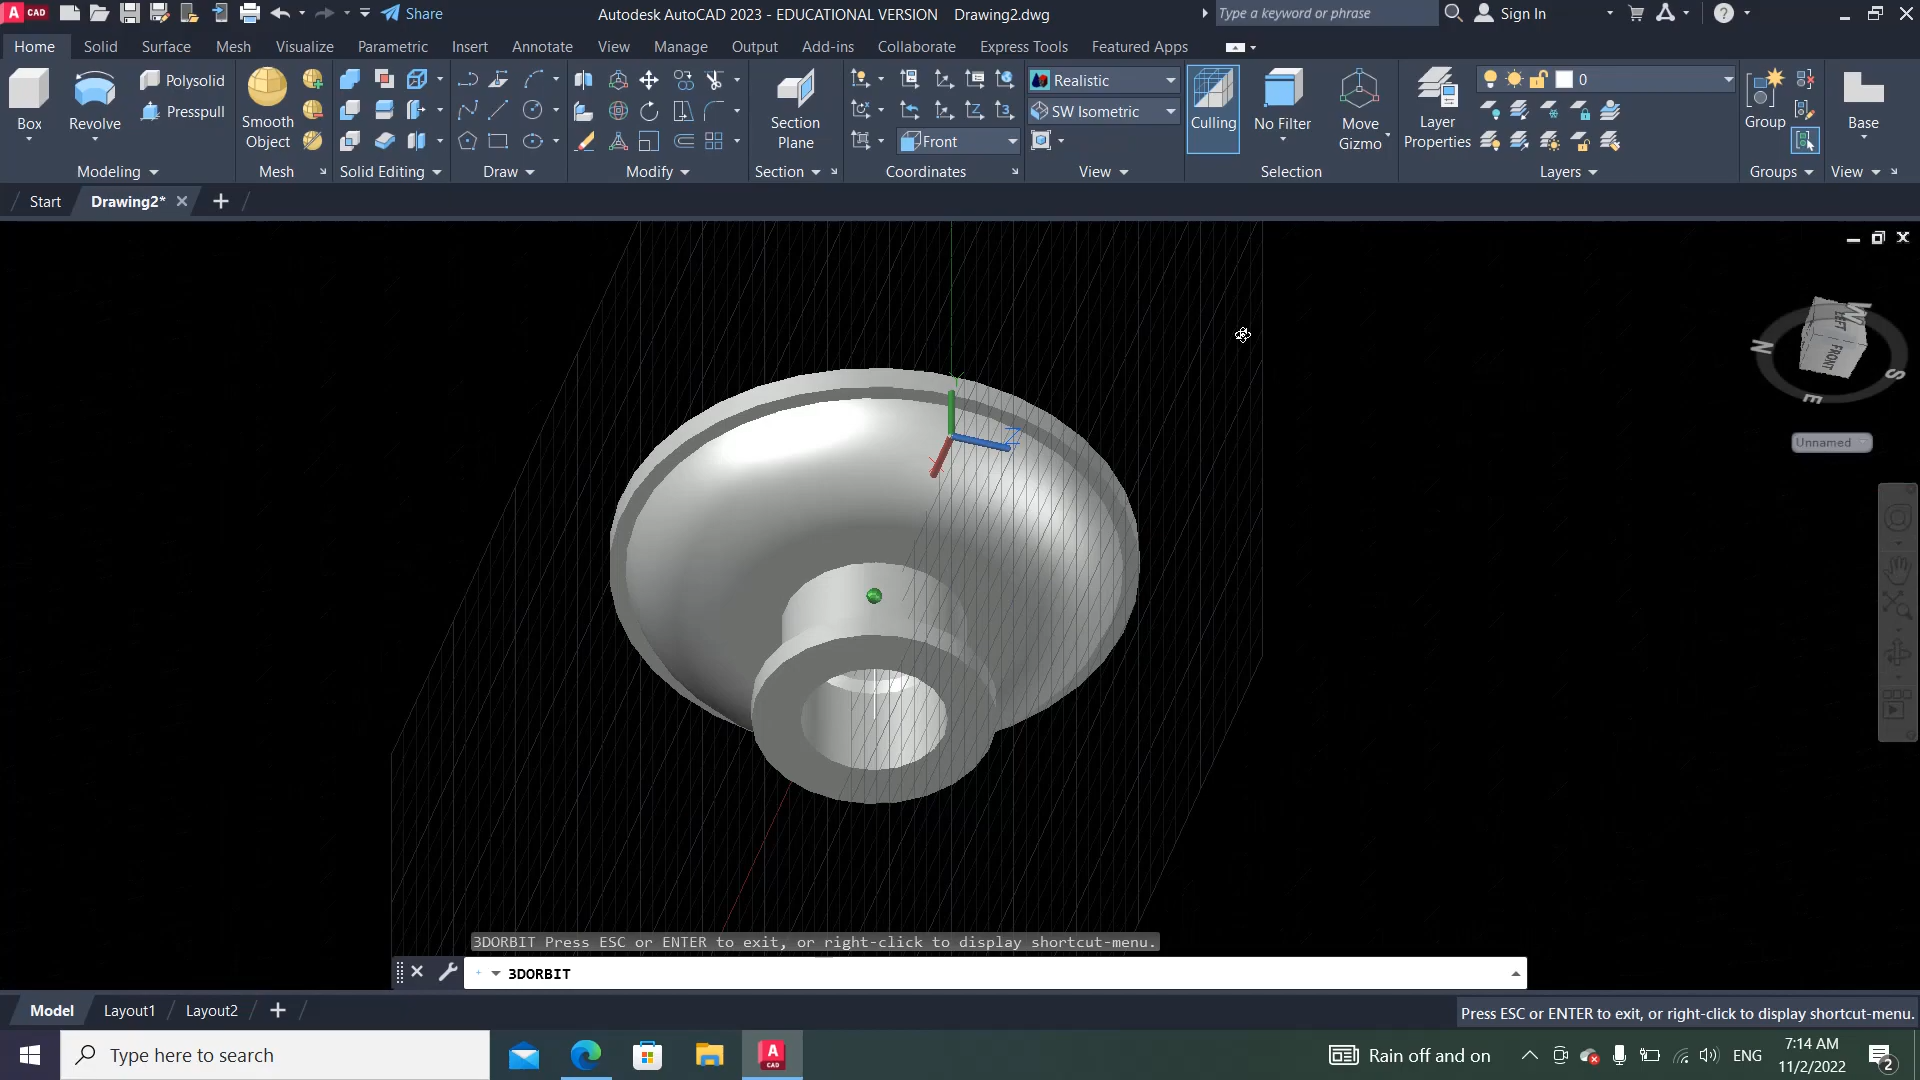 A CAD
Share
Autodesk AutoCAD 2023 - EDUCATIONAL VERSION Drawing2.dwg
Type a keyword or phrase
Sign In
Home Solid Surface Mesh Visualize Parametric Insert Annotate View Manage Output Add-ins Collaborate Express Tools Featured Apps
Box
Revolve
Polysolid
Presspull
Smooth
Object
Section
Plane
Front
Realistic
SW Isometric
Culling
No Filter
Move
Gizmo
Layer
Properties
0
Group
Base
Modeling
Mesh
Solid Editing
Draw
Modify
Section
Coordinates
View
Selection
Layers
Groups
View
Start
Drawing2*
W
LEFT
FRONT
N
S
E
Unnamed
Y
Z
X
3DORBIT Press ESC or ENTER to exit, or right-click to display shortcut-menu.
3DORBIT
Model
Layout1
Layout2
Press ESC or ENTER to exit, or right-click to display shortcut-menu.
Type here to search
A
CAD
Rain off and on
ENG
7:14 AM
11/2/2022
2